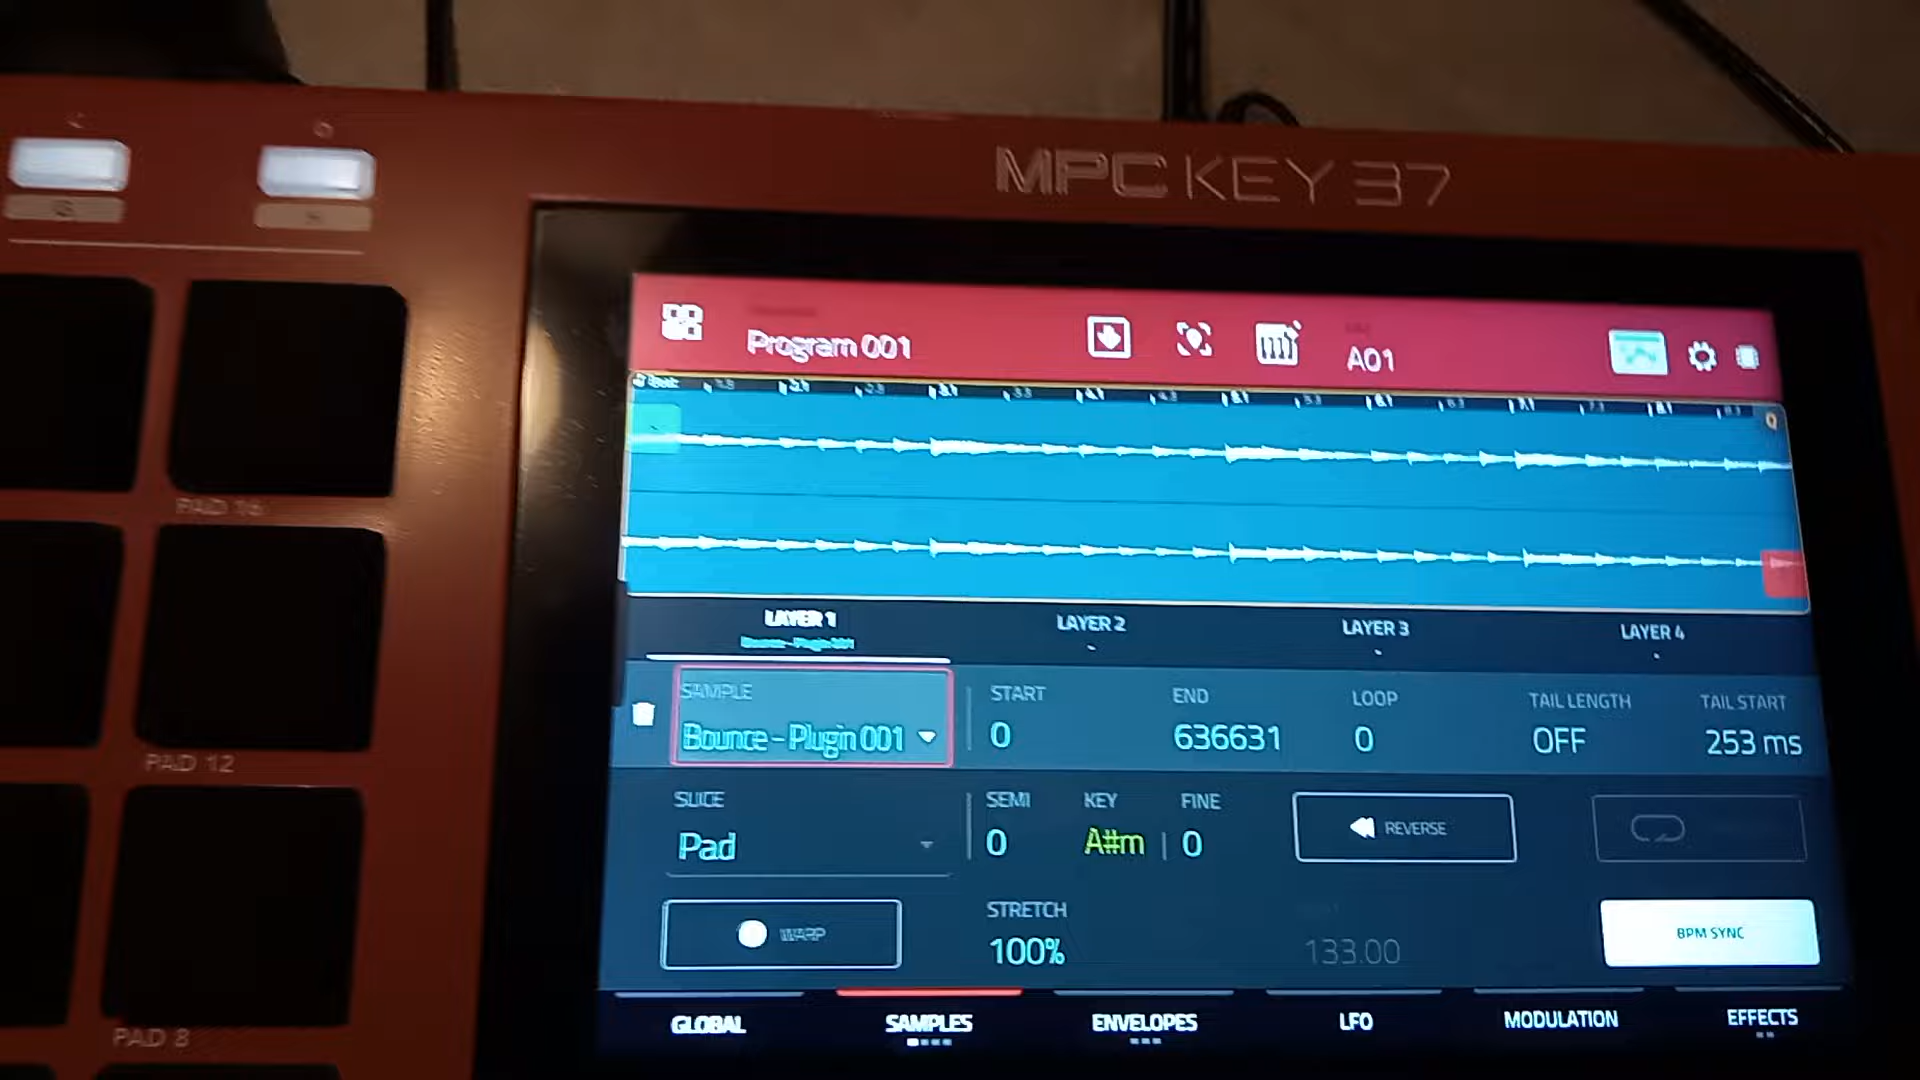 MPC KEY 37
Program 001
A01
LAYER 1
Bounce - Plugin 001
LAYER 2
LAYER 3
LAYER 4
SAMPLE
Bounce - Plugin 001
START
0
END
636631
LOOP
0
TAIL LENGTH
OFF
TAIL START
253 ms
SLICE
Pad
SEMI
0
KEY
A#m
FINE
0
REVERSE
WARP
STRETCH
100%
133.00
BPM SYNC
GLOBAL
SAMPLES
ENVELOPES
LFO
MODULATION
EFFECTS
PAD 16
PAD 12
PAD 8